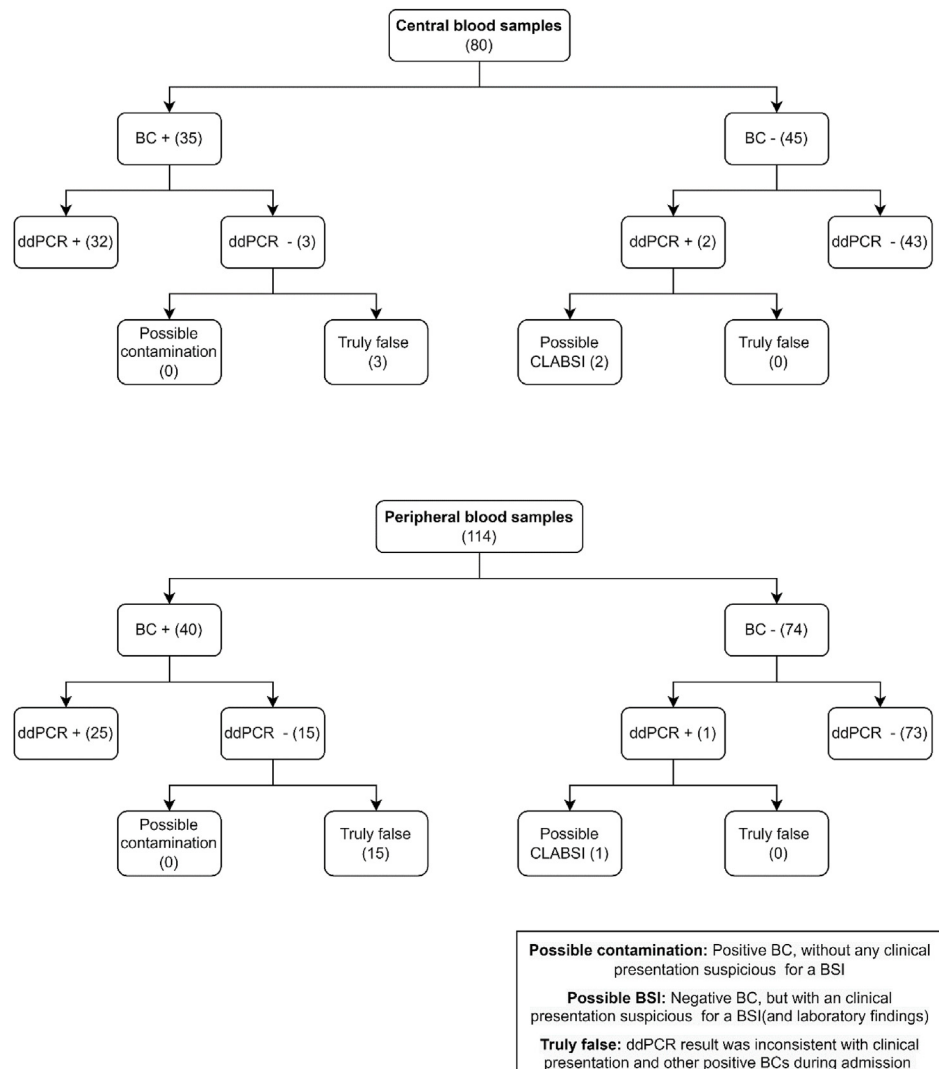 Central blood samples
(80)
BC + (35)
BC - (45)
ddPCR + (32)
ddPCR - (3)
ddPCR + (2)
ddPCR - (43)
Possible
contamination
(0)
Truly false
(3)
Possible
CLABSI (2)
Truly false
(0)
Peripheral blood samples
(114)
BC + (40)
BC - (74)
ddPCR + (25)
ddPCR - (15)
ddPCR + (1)
ddPCR - (73)
Possible
contamination
(0)
Truly false
(15)
Possible
CLABSI (1)
Truly false
(0)
Possible contamination: Positive BC, without any clinical
presentation suspicious for a BSI
Possible BSI: Negative BC, but with an clinical
presentation suspicious for a BSI(and laboratory findings)
Truly false: ddPCR result was inconsistent with clinical
presentation and other positive BCs during admission